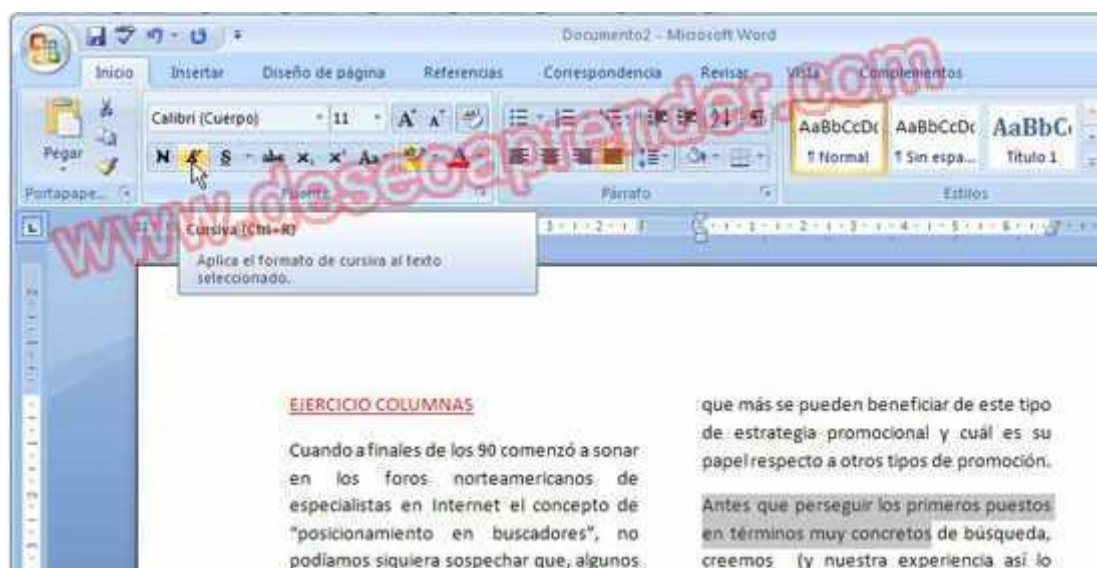 Documento2 - Microsoft Word
Inicio Insertar Diseño de página Referencias Correspondencia Revisar Vista Complementos
Calibri (Cuerpo) 11
AaBbCcDc AaBbCcDc AaBbC
Pegar
N K S abc x, x' Aa A
¶ Normal ¶ Sin espa... Título 1
Portapape... Fuente Párrafo Estilos
www.deseoaprender.com
Cursiva (Ctrl+K)
Aplica el formato de cursiva al texto
seleccionado.
EJERCICIO COLUMNAS
Cuando a finales de los 90 comenzó a sonar
en los foros norteamericanos de
especialistas en Internet el concepto de
"posicionamiento en buscadores", no
podíamos siquiera sospechar que, algunos
que más se pueden beneficiar de este tipo
de estrategia promocional y cuál es su
papel respecto a otros tipos de promoción.
Antes que perseguir los primeros puestos
en términos muy concretos de búsqueda,
creemos (y nuestra experiencia así lo